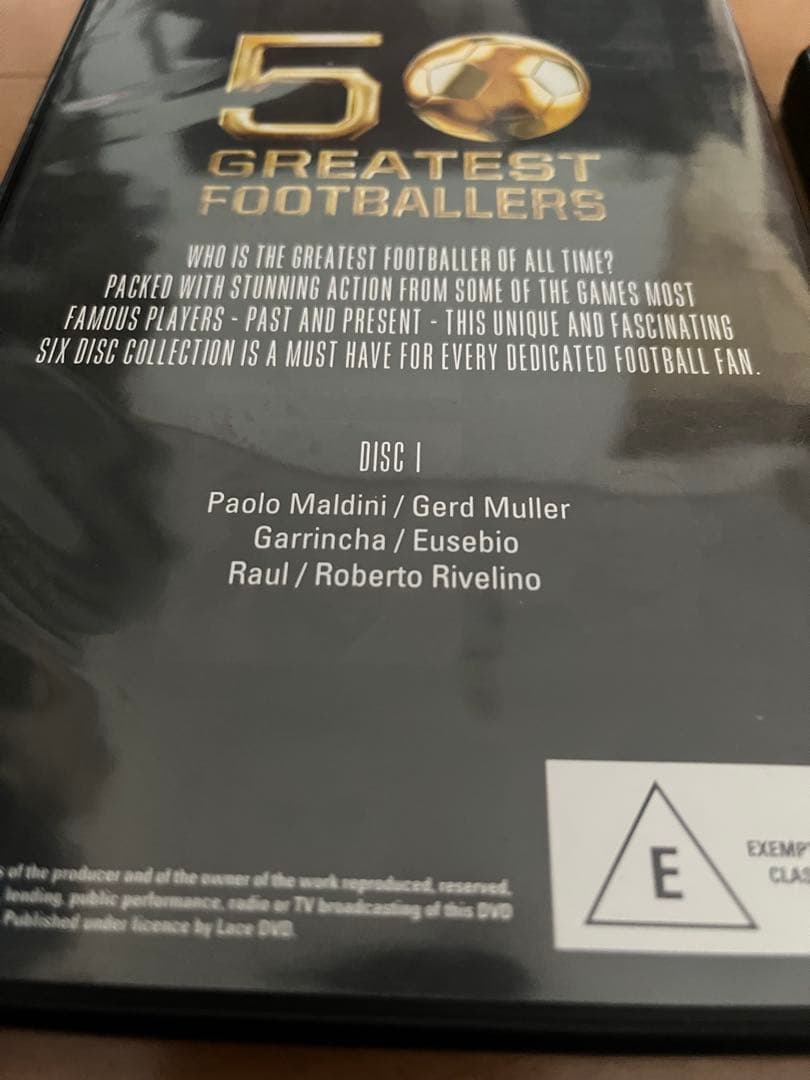 50
GREATEST
FOOTBALLERS
WHO IS THE GREATEST FOOTBALLER OF ALL TIME?
PACKED WITH STUNNING ACTION FROM SOME OF THE GAMES MOST
FAMOUS PLAYERS - PAST AND PRESENT - THIS UNIQUE AND FASCINATING
SIX DISC COLLECTION IS A MUST HAVE FOR EVERY DEDICATED FOOTBALL FAN.
DISC 1
Paolo Maldini / Gerd Muller
Garrincha / Eusebio
Raul / Roberto Rivelino
of the producer and of the owner of the work reproduced, reserved.
lending, public performance, radio or TV broadcasting of this DVD
Published under licence by Lace DVD.
E
EXEMP
CLAS